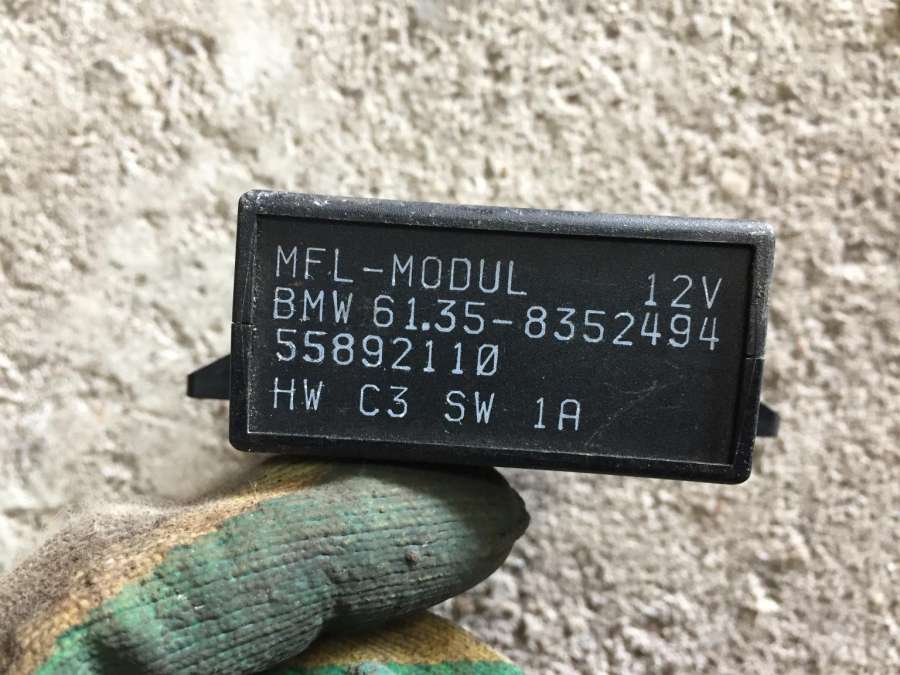 MFL-MODUL 12V
BMW 61.35-8352494
55892110
HW C3 SW 1A